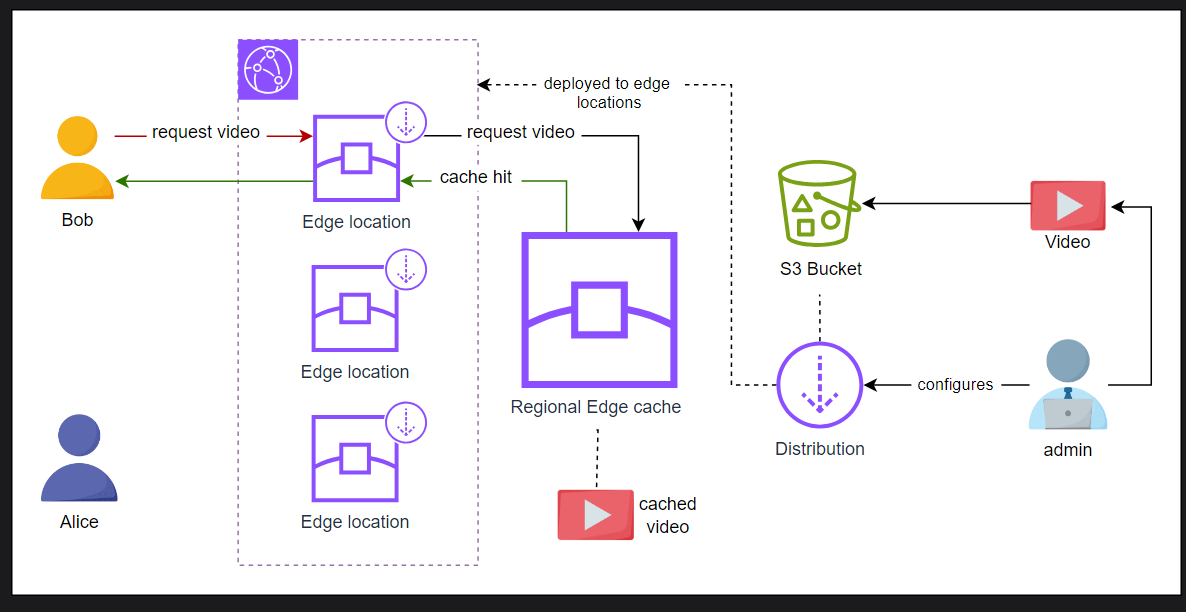 deployed to edge
locations
request video
request video
cache hit
Bob
Edge location
Video
S3 Bucket
Edge location
configures
Regional Edge cache
Distribution
admin
cached
video
Alice
Edge location